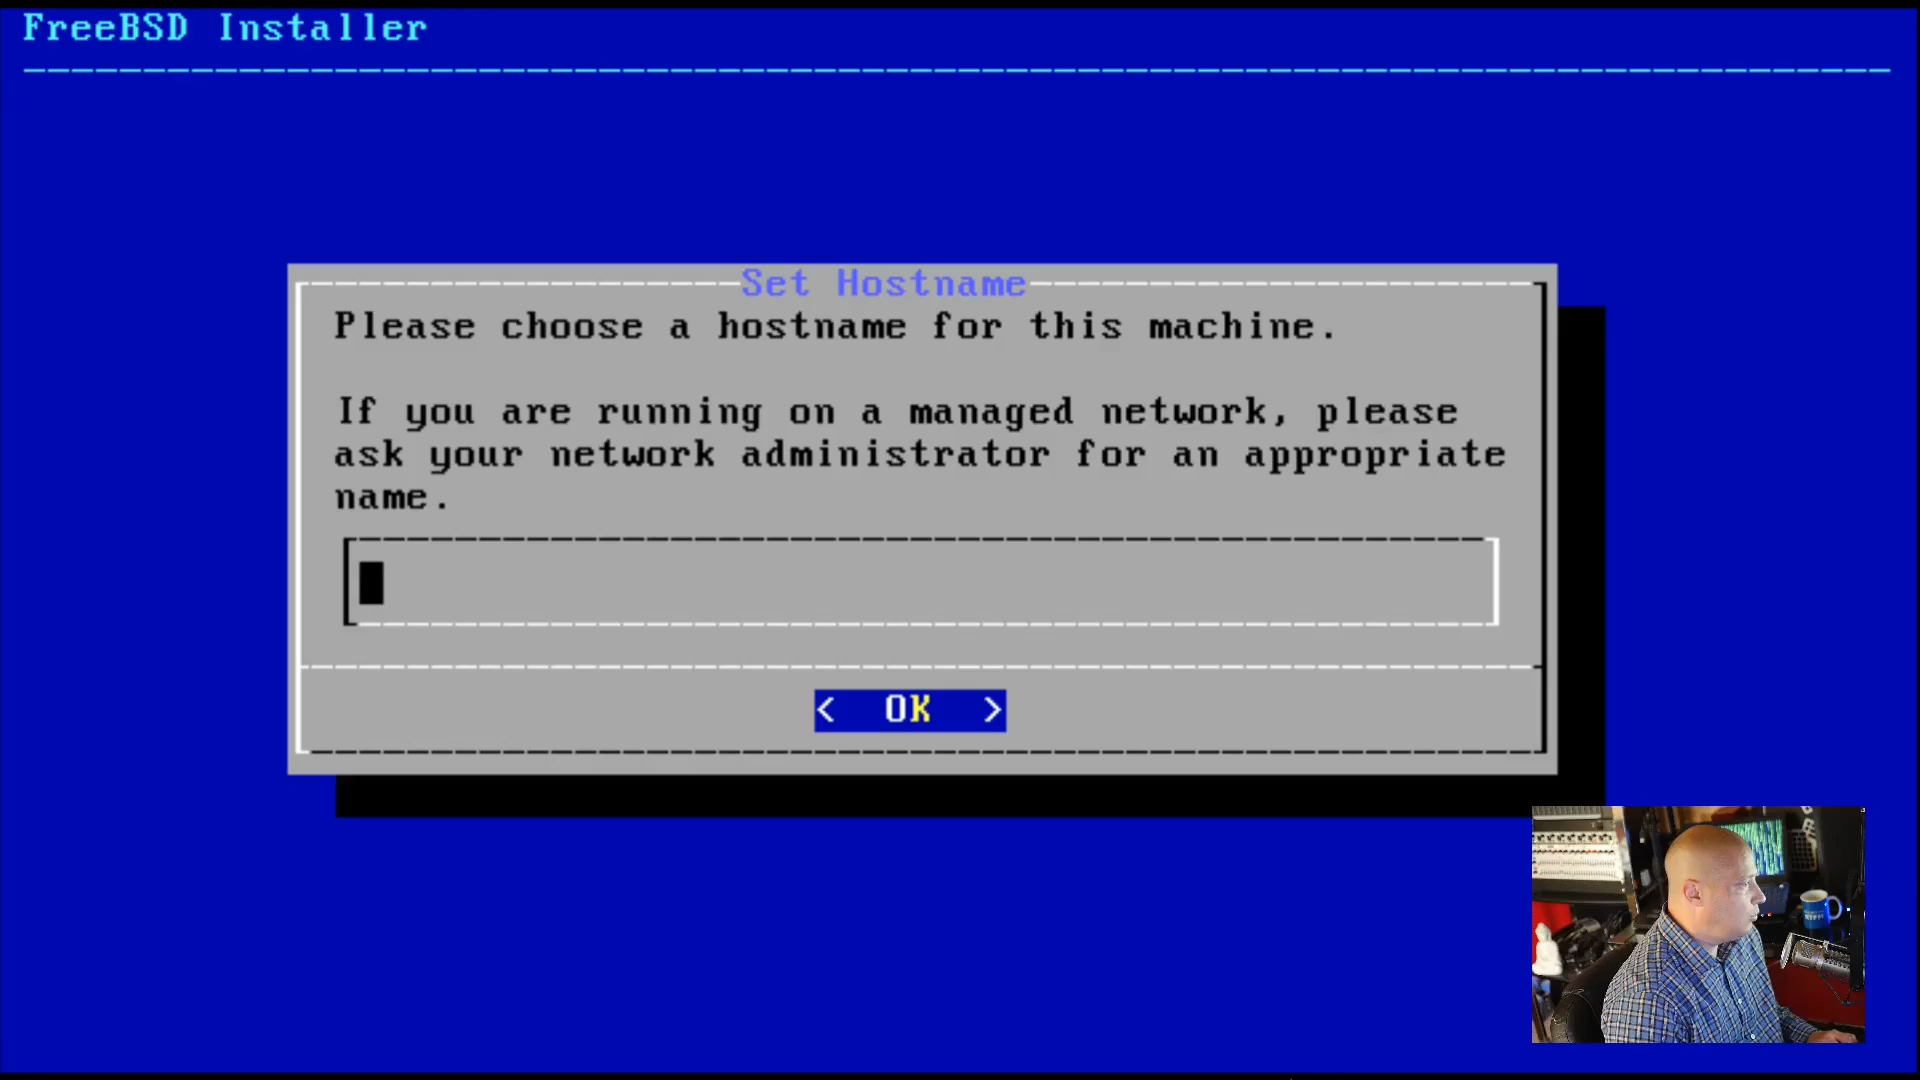 FreeBSD Installer
Set Hostname
Please choose a hostname for this machine.
If you are running on a managed network, please
ask your network administrator for an appropriate
name.
< OK >